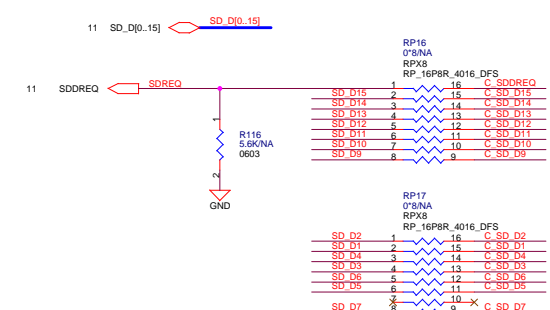 11 SD_D[0..15] SD_D[0..15]
RP16
0*8/NA
RPX8
RP_16P8R_4016_DFS
11 SDDREQ SDREQ 1 16 C_SDDREQ
SD_D15 2 15 C_SD_D15
SD_D14 3 14 C_SD_D14
SD_D13 4 13 C_SD_D13
SD_D12 5 12 C_SD_D12
SD_D11 6 11 C_SD_D11
SD_D10 7 10 C_SD_D10
SD_D9 8 9 C_SD_D9
1
R116
5.6K/NA
0603
2
GND
RP17
0*8/NA
RPX8
RP_16P8R_4016_DFS
SD_D2 1 16 C_SD_D2
SD_D1 2 15 C_SD_D1
SD_D4 3 14 C_SD_D4
SD_D3 4 13 C_SD_D3
SD_D6 5 12 C_SD_D6
SD_D5 6 11 C_SD_D5
7 10
SD_D7 8 9 C_SD_D7